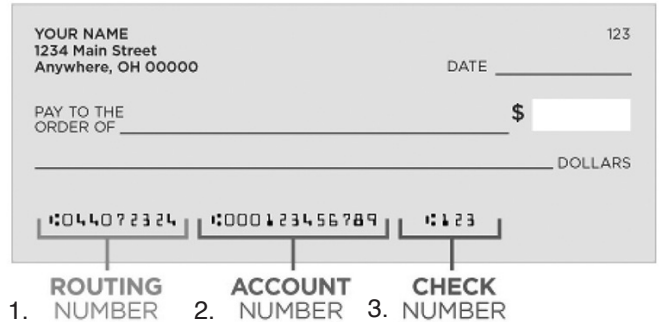 YOUR NAME 123
1234 Main Street
Anywhere, OH 00000
DATE
PAY TO THE
ORDER OF $
DOLLARS
⑆044072324 ⑆000123456789 ⑆123
ROUTING ACCOUNT CHECK
1. NUMBER 2. NUMBER 3. NUMBER